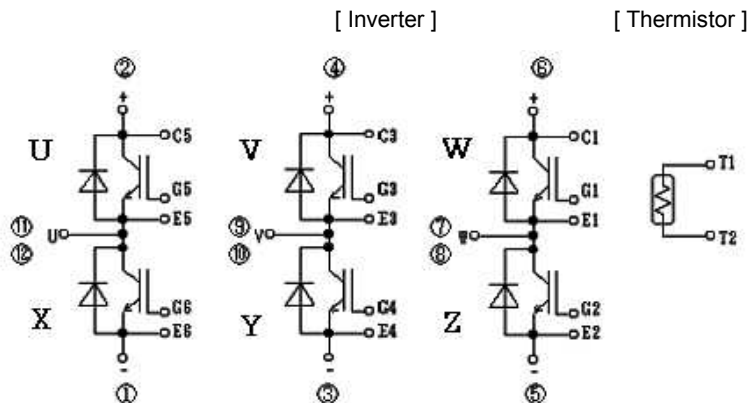 [ Inverter ] [ Thermistor ]
② ④ ⑥
+ + +
C5 C3 C1
U V W
T1
G5 G3 G1
E5 E3 E1
⑪ U ⑨ V ⑦ W T2
⑫ ⑩ ⑧
G6 G4 G2
X Y Z
E6 E4 E2
- - -
① ③ ⑤